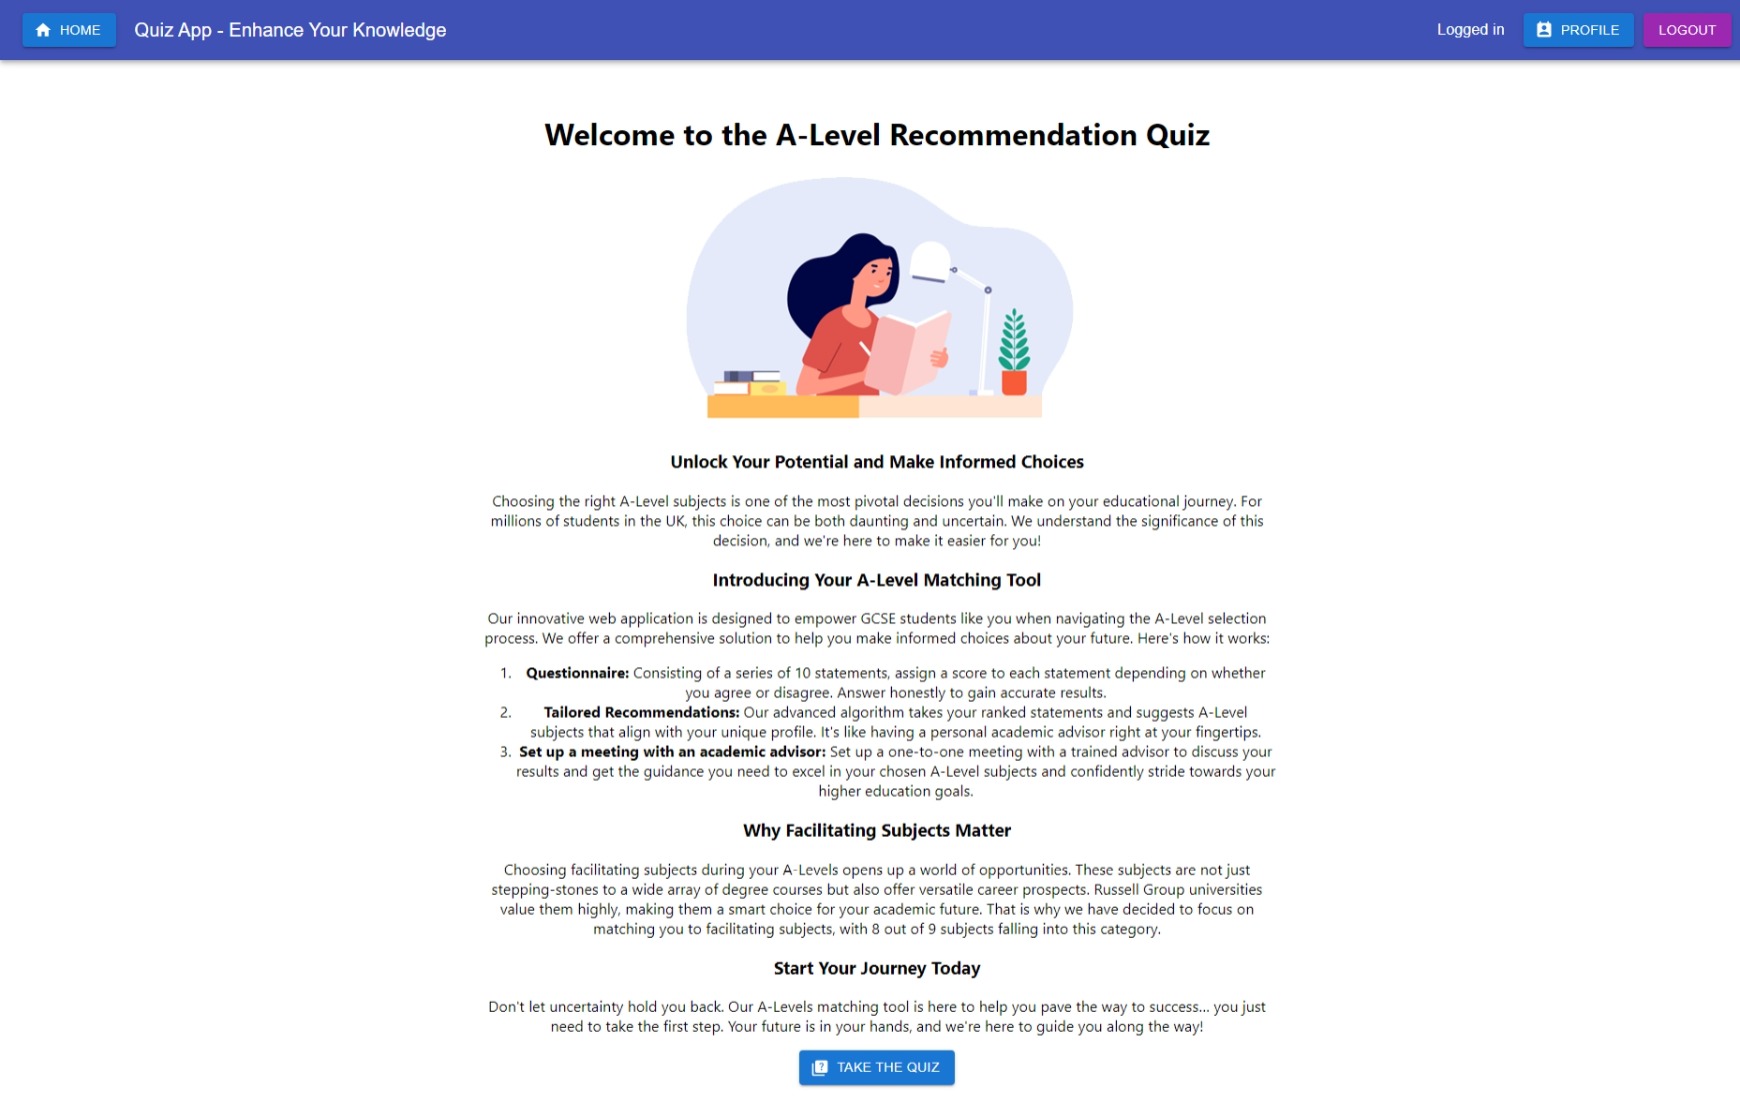 HOME
Quiz App - Enhance Your Knowledge
Logged in
PROFILE
LOGOUT
Welcome to the A-Level Recommendation Quiz
Unlock Your Potential and Make Informed Choices
Choosing the right A-Level subjects is one of the most pivotal decisions you'll make on your educational journey. For
millions of students in the UK, this choice can be both daunting and uncertain. We understand the significance of this
decision, and we're here to make it easier for you!
Introducing Your A-Level Matching Tool
Our innovative web application is designed to empower GCSE students like you when navigating the A-Level selection
process. We offer a comprehensive solution to help you make informed choices about your future. Here's how it works:
1. Questionnaire: Consisting of a series of 10 statements, assign a score to each statement depending on whether
you agree or disagree. Answer honestly to gain accurate results.
2. Tailored Recommendations: Our advanced algorithm takes your ranked statements and suggests A-Level
subjects that align with your unique profile. It's like having a personal academic advisor right at your fingertips.
3. Set up a meeting with an academic advisor: Set up a one-to-one meeting with a trained advisor to discuss your
results and get the guidance you need to excel in your chosen A-Level subjects and confidently stride towards your
higher education goals.
Why Facilitating Subjects Matter
Choosing facilitating subjects during your A-Levels opens up a world of opportunities. These subjects are not just
stepping-stones to a wide array of degree courses but also offer versatile career prospects. Russell Group universities
value them highly, making them a smart choice for your academic future. That is why we have decided to focus on
matching you to facilitating subjects, with 8 out of 9 subjects falling into this category.
Start Your Journey Today
Don't let uncertainty hold you back. Our A-Levels matching tool is here to help you pave the way to success... you just
need to take the first step. Your future is in your hands, and we're here to guide you along the way!
TAKE THE QUIZ